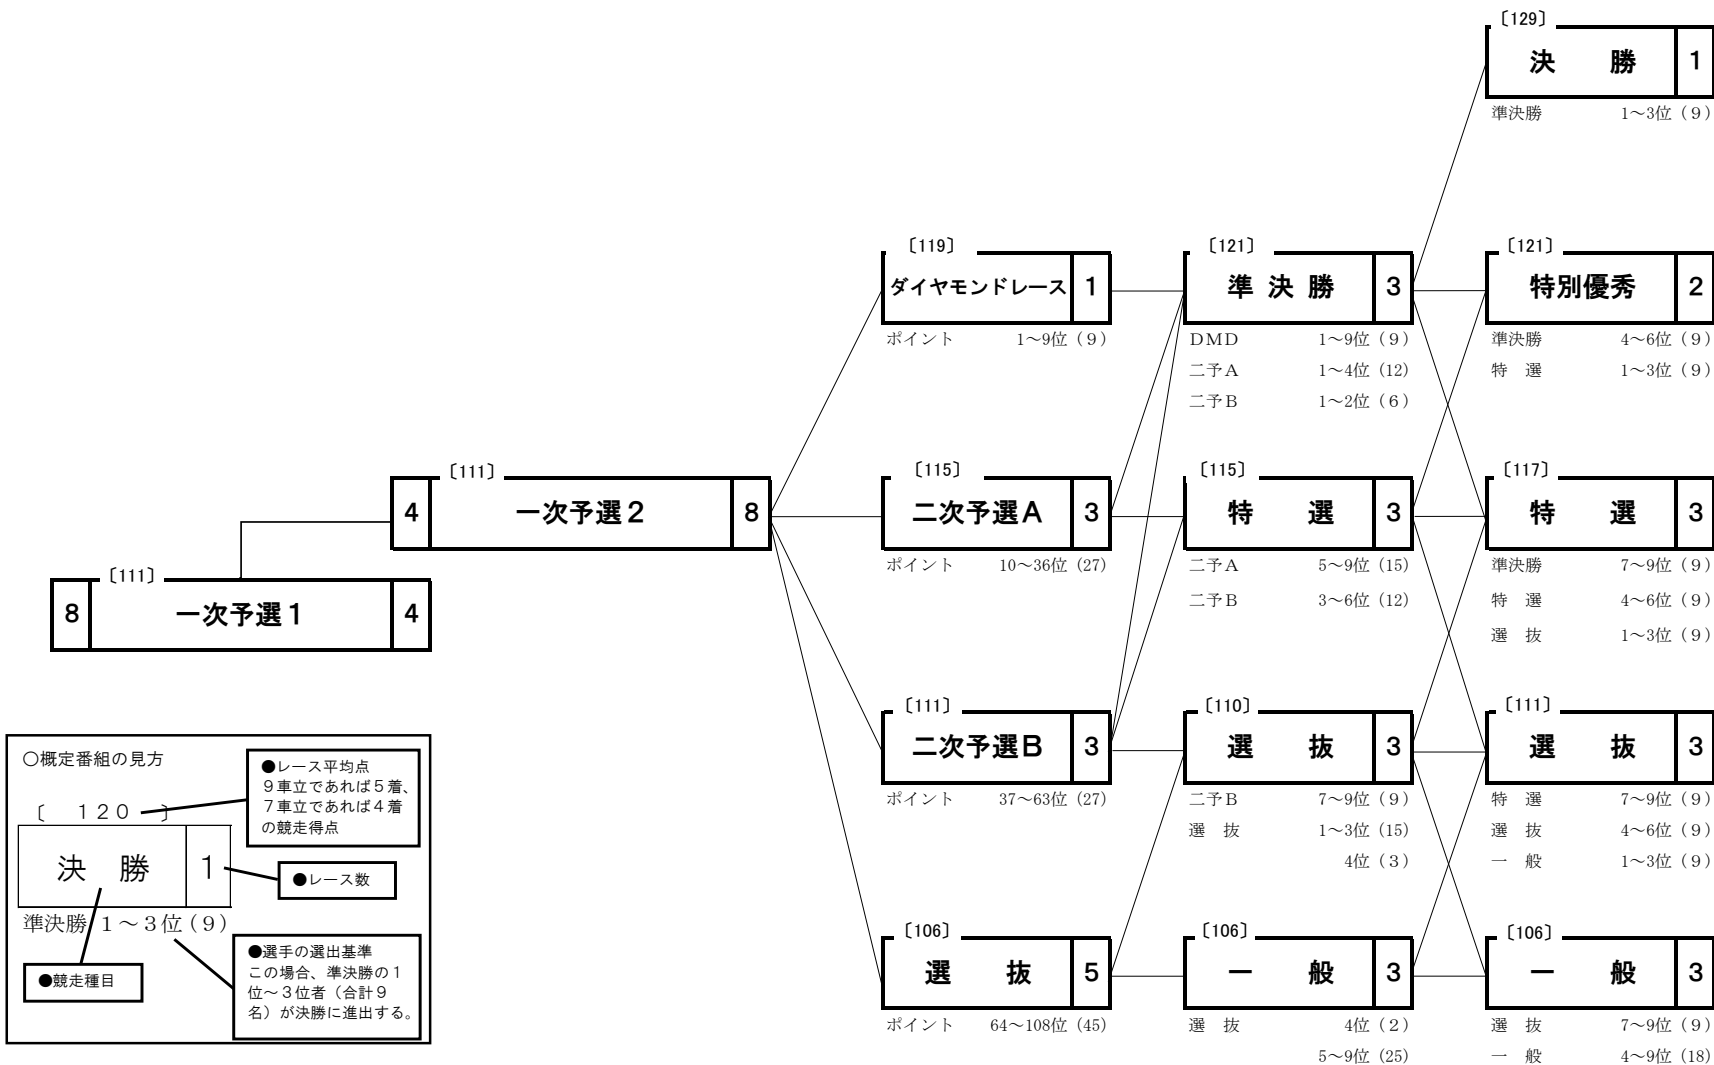 〔111〕
8 一次予選１ 4
〔111〕
4 一次予選２ 8
〔119〕
ダイヤモンドレース 1
ポイント 1～9位（９）
〔115〕
二次予選Ａ 3
ポイント 10～36位（27）
〔111〕
二次予選Ｂ 3
ポイント 37～63位（27）
〔106〕
選　抜 5
ポイント 64～108位（45）
〔121〕
準 決 勝 3
ＤＭＤ 1～9位（９）
二予Ａ 1～4位（12）
二予Ｂ 1～2位（６）
〔115〕
特　選 3
二予Ａ 5～9位（15）
二予Ｂ 3～6位（12）
〔110〕
選　抜 3
二予Ｂ 7～9位（９）
選　抜 1～3位（15）
4位（３）
〔106〕
一　般 3
選　抜 4位（２）
5～9位（25）
〔129〕
決　勝 1
準決勝 1～3位（９）
〔121〕
特別優秀 2
準決勝 4～6位（９）
特　選 1～3位（９）
〔117〕
特　選 3
準決勝 7～9位（９）
特　選 4～6位（９）
選　抜 1～3位（９）
〔111〕
選　抜 3
特　選 7～9位（９）
選　抜 4～6位（９）
一　般 1～3位（９）
〔106〕
一　般 3
選　抜 7～9位（９）
一　般 4～9位（18）
〇概定番組の見方
●レース平均点
９車立であれば５着、
７車立であれば４着
の競走得点
〔　１２０　〕
決　勝 1
●レース数
準決勝 １～３位（９）
●競走種目
●選手の選出基準
この場合、準決勝の１
位～３位者（合計９
名）が決勝に進出する。